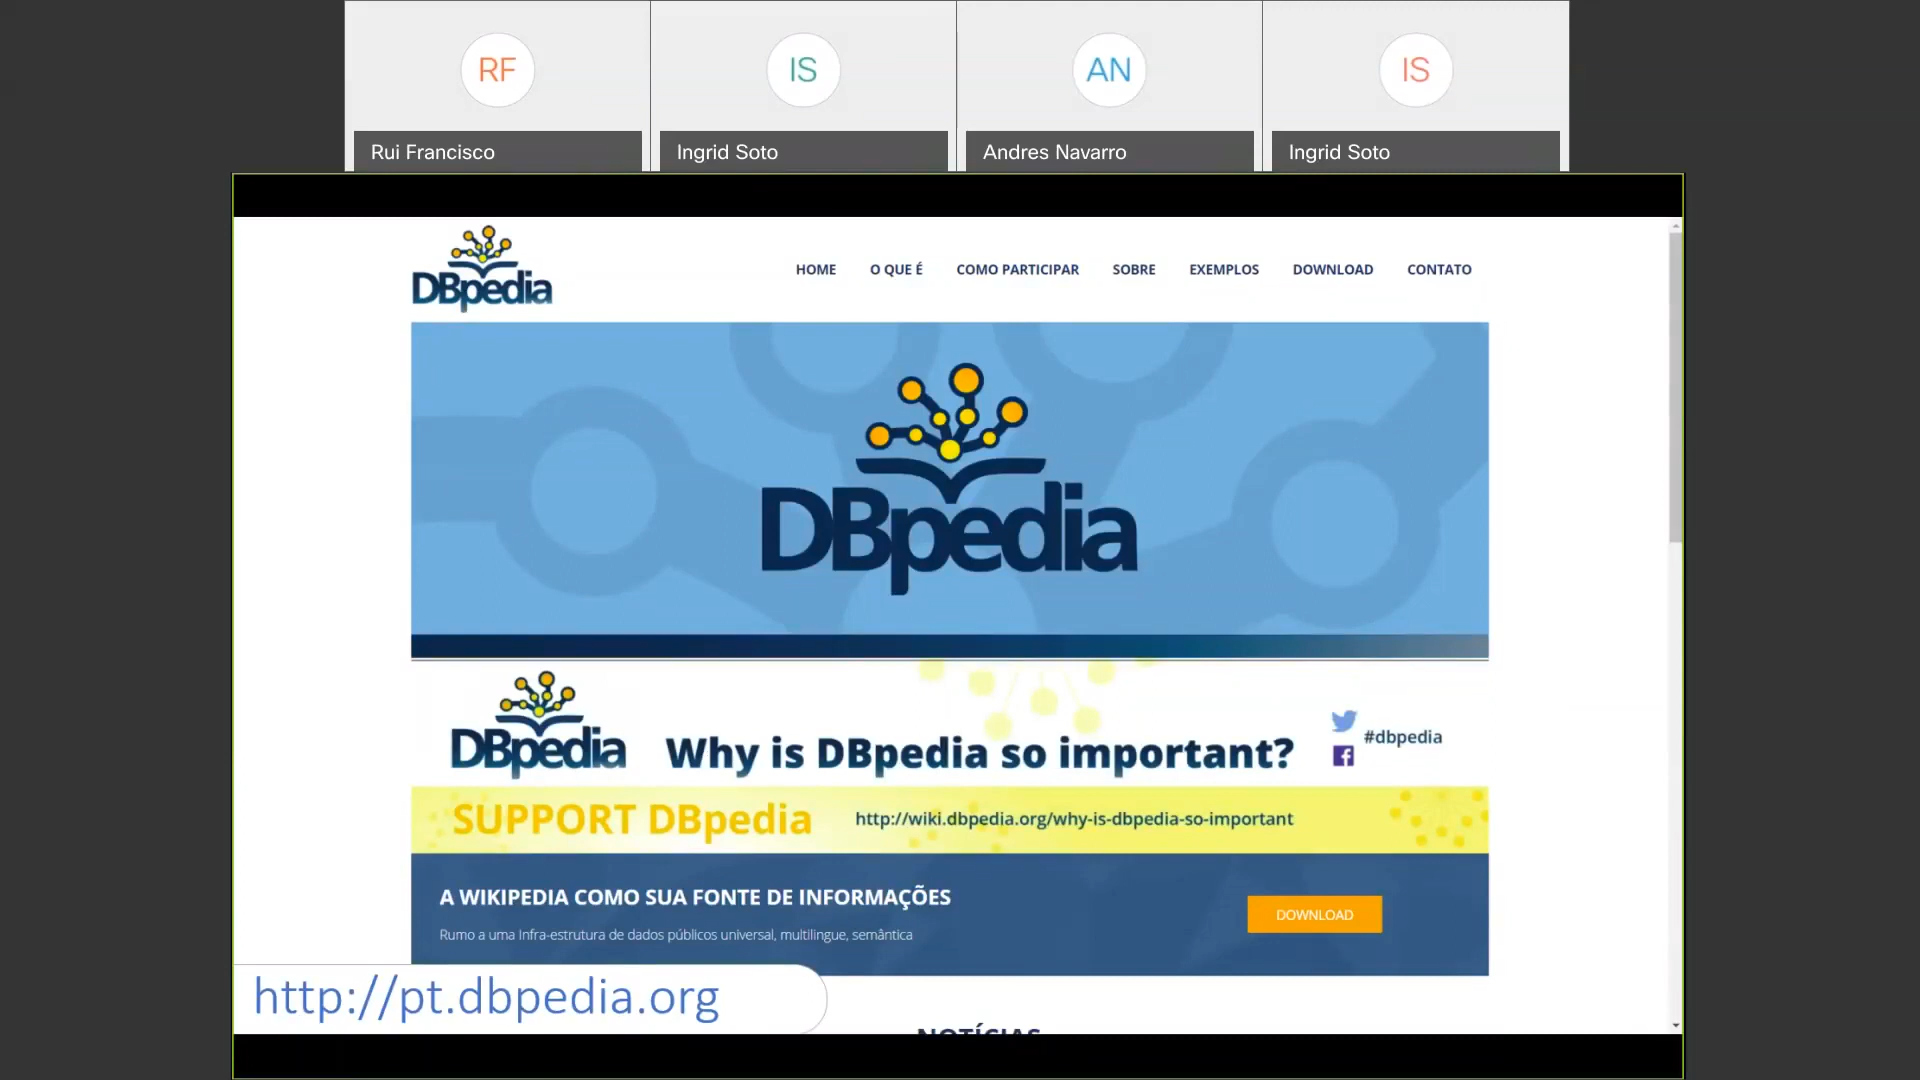 RF
IS
AN
IS
Rui Francisco
Ingrid Soto
Andres Navarro
Ingrid Soto
DBpedia
HOME
O QUE É
COMO PARTICIPAR
SOBRE
EXEMPLOS
DOWNLOAD
CONTATO
DBpedia
DBpedia
Why is DBpedia so important?
#dbpedia
SUPPORT DBpedia
http://wiki.dbpedia.org/why-is-dbpedia-so-important
A WIKIPEDIA COMO SUA FONTE DE INFORMAÇÕES
Rumo a uma Infra-estrutura de dados públicos universal, multilingue, semântica
DOWNLOAD
http://pt.dbpedia.org
NOTÍCIAS